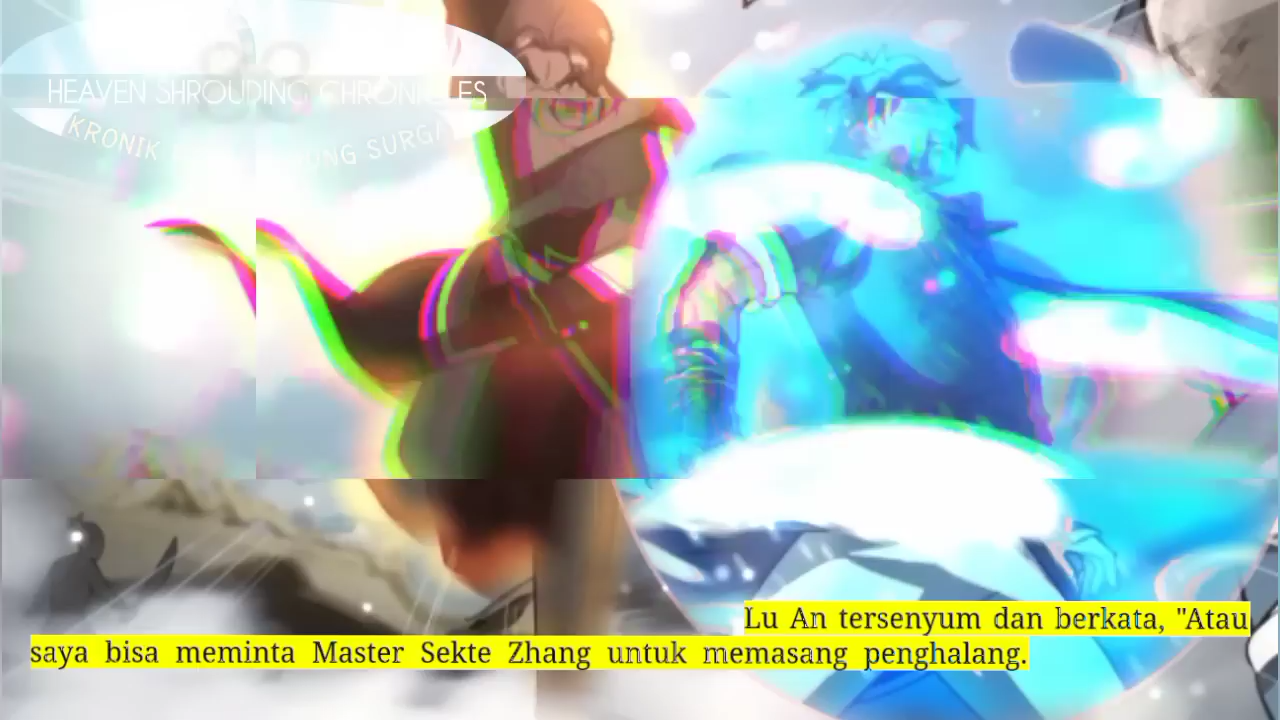 HEAVEN SHROUDING CHRONICLES
KRONIK
SURGA
Lu An tersenyum dan berkata, "Atau
saya bisa meminta Master Sekte Zhang untuk memasang penghalang.